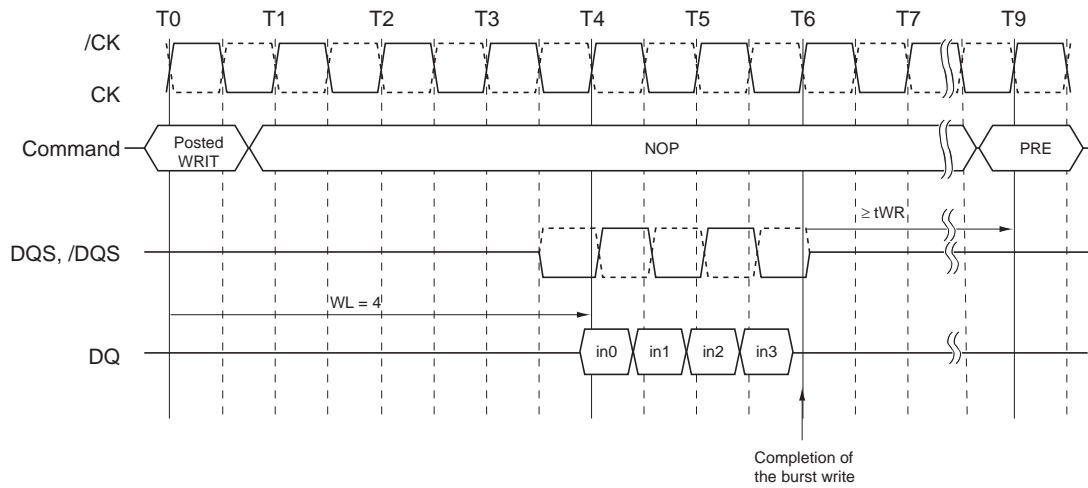 T0 T1 T2 T3 T4 T5 T6 T7 T9
/CK
CK
Command
Posted
WRIT
NOP
PRE
≥ tWR
DQS, /DQS
WL = 4
DQ
in0 in1 in2 in3
Completion of
the burst write